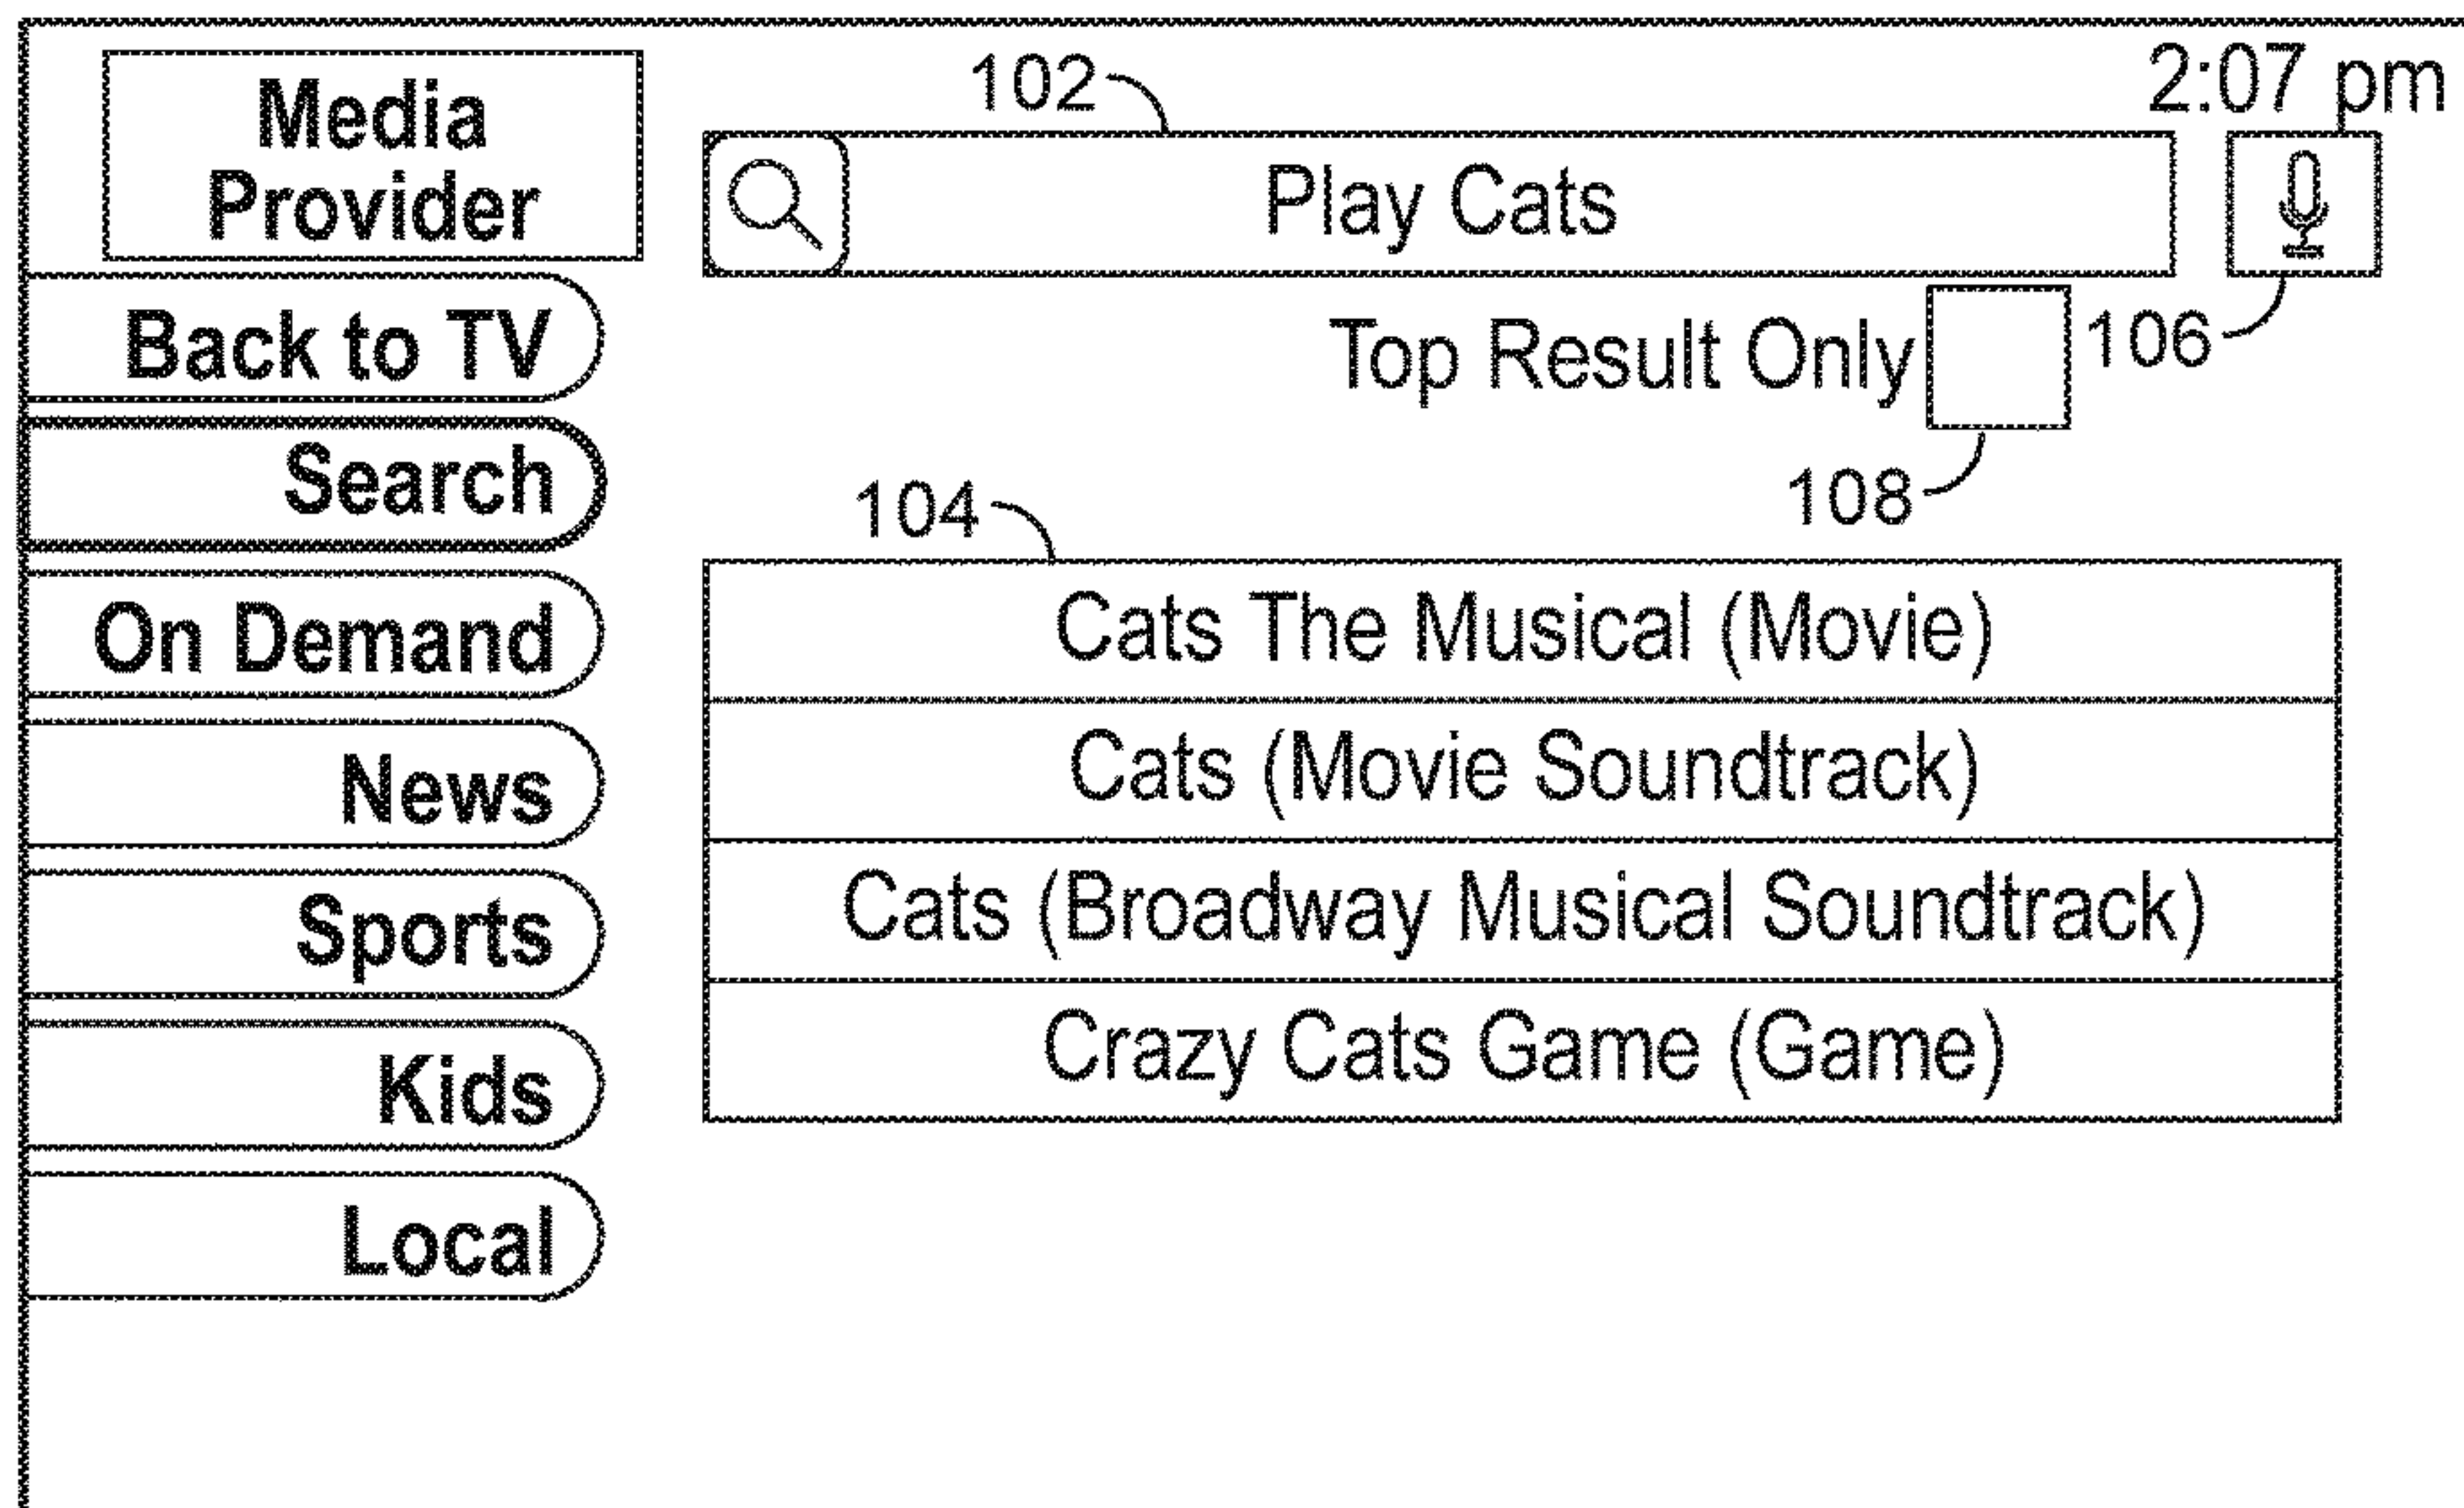 Media
Provider
Back to TV
Search
On Demand
News
Sports
Kids
Local
102
2:07 pm
Play Cats
Top Result Only
106
108
104
Cats The Musical (Movie)
Cats (Movie Soundtrack)
Cats (Broadway Musical Soundtrack)
Crazy Cats Game (Game)